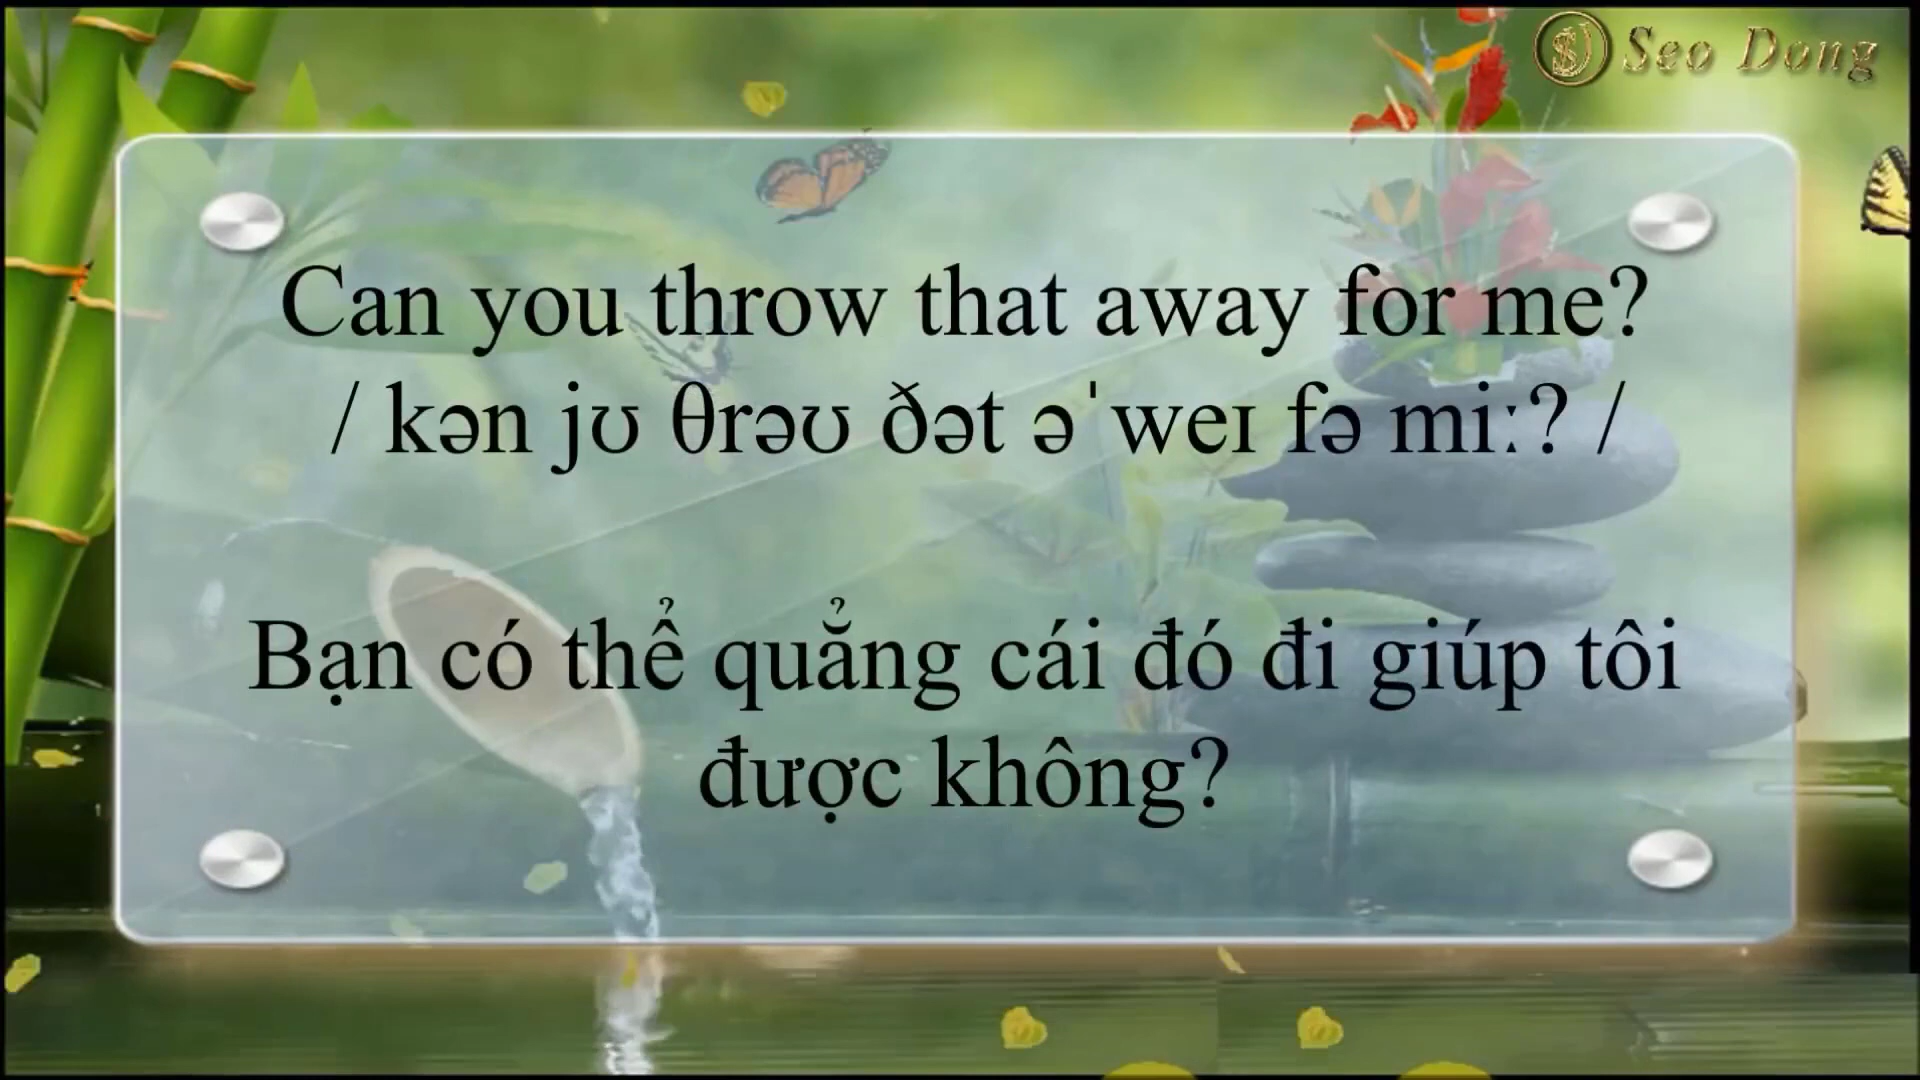 Seo Dong
Can you throw that away for me?
/ kən jʊ θrəʊ ðət əˈweɪ fə miː? /
Bạn có thể quẳng cái đó đi giúp tôi
được không?